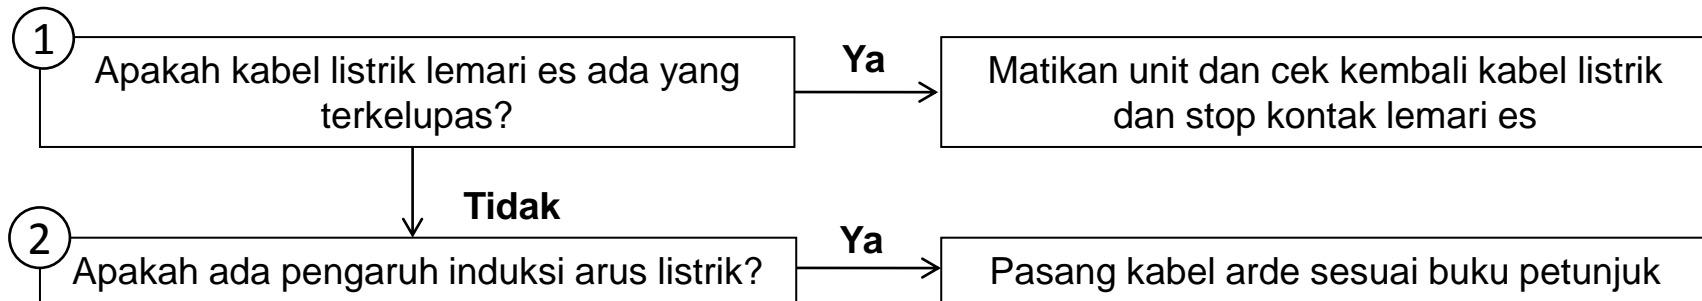 1
Apakah kabel listrik lemari es ada yang
terkelupas?
Ya
Matikan unit dan cek kembali kabel listrik
dan stop kontak lemari es
Tidak
2
Apakah ada pengaruh induksi arus listrik?
Ya
Pasang kabel arde sesuai buku petunjuk